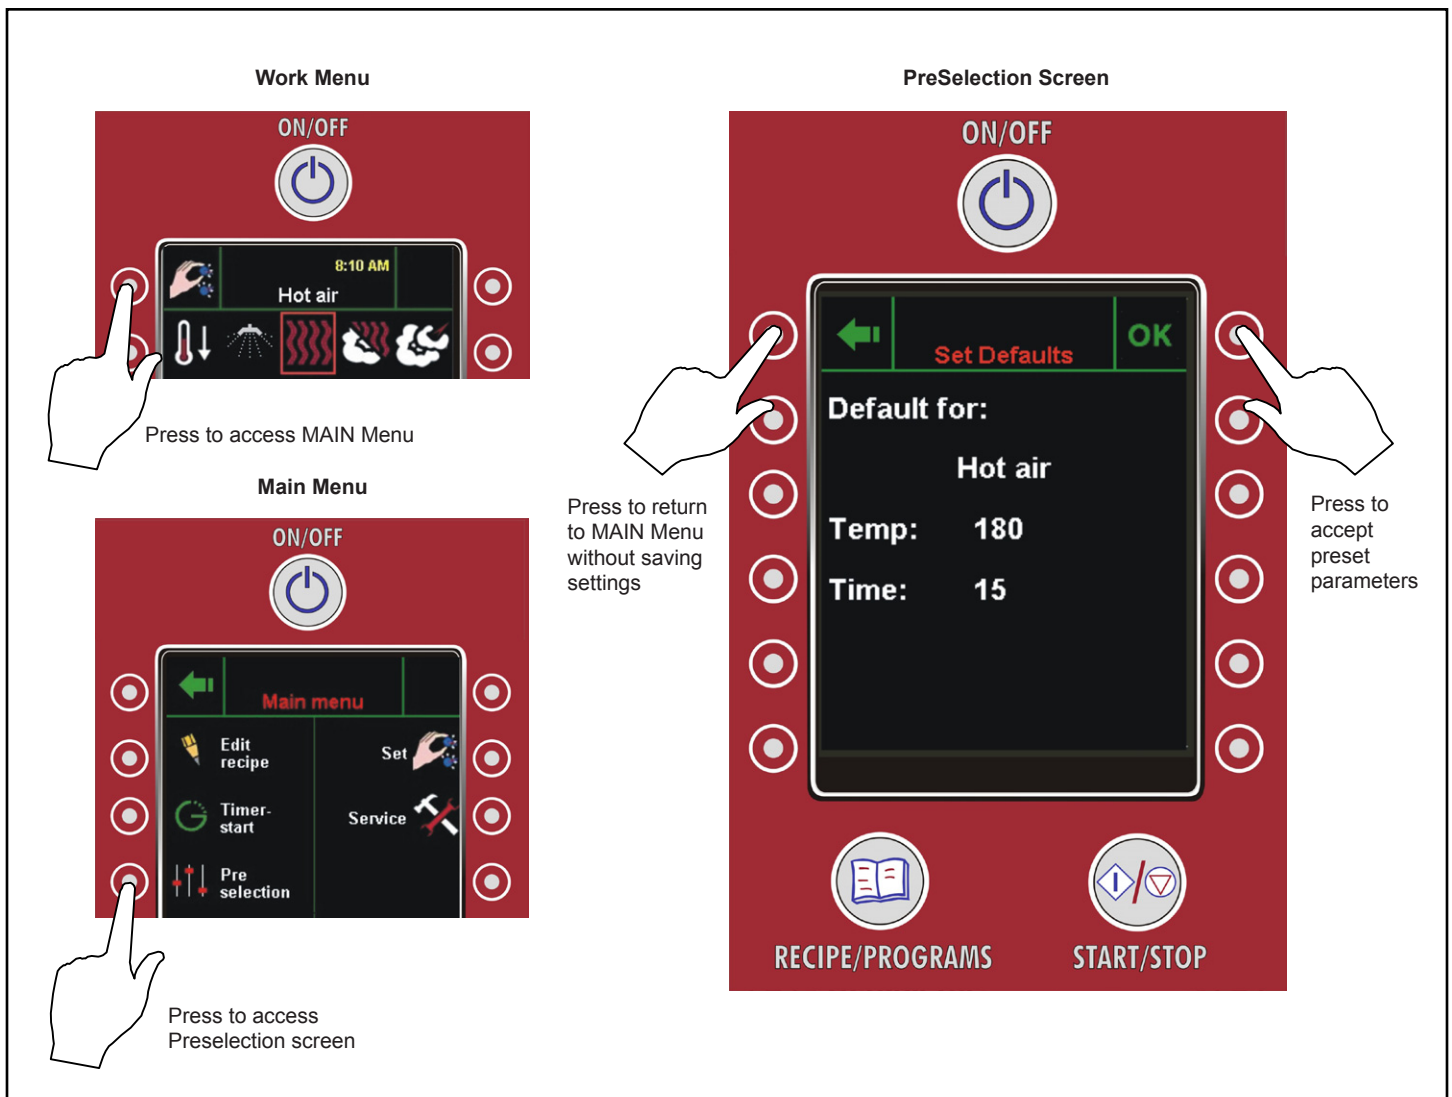 Work Menu
ON/OFF
8:10 AM
Hot air
Press to access MAIN Menu
Main Menu
ON/OFF
Main menu
Edit
recipe
Set
Timer-
start
Service
Pre
selection
Press to access
Preselection screen
PreSelection Screen
ON/OFF
Set Defaults
OK
Default for:
Hot air
Temp: 180
Time: 15
Press to return
to MAIN Menu
without saving
settings
Press to
accept
preset
parameters
RECIPE/PROGRAMS
START/STOP